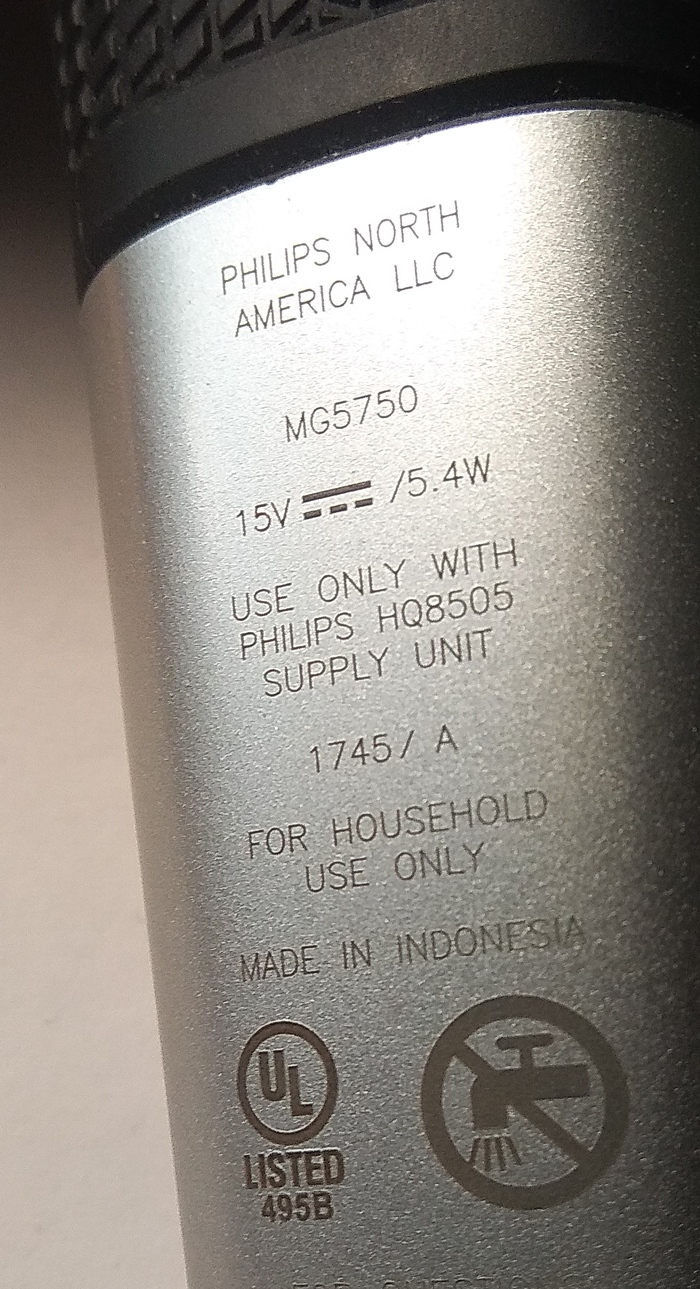 PHILIPS NORTH
AMERICA LLC
MG5750
15V ⎓ /5.4W
USE ONLY WITH
PHILIPS HQ8505
SUPPLY UNIT
1745/ A
FOR HOUSEHOLD
USE ONLY
MADE IN INDONESIA
UL
LISTED
495B